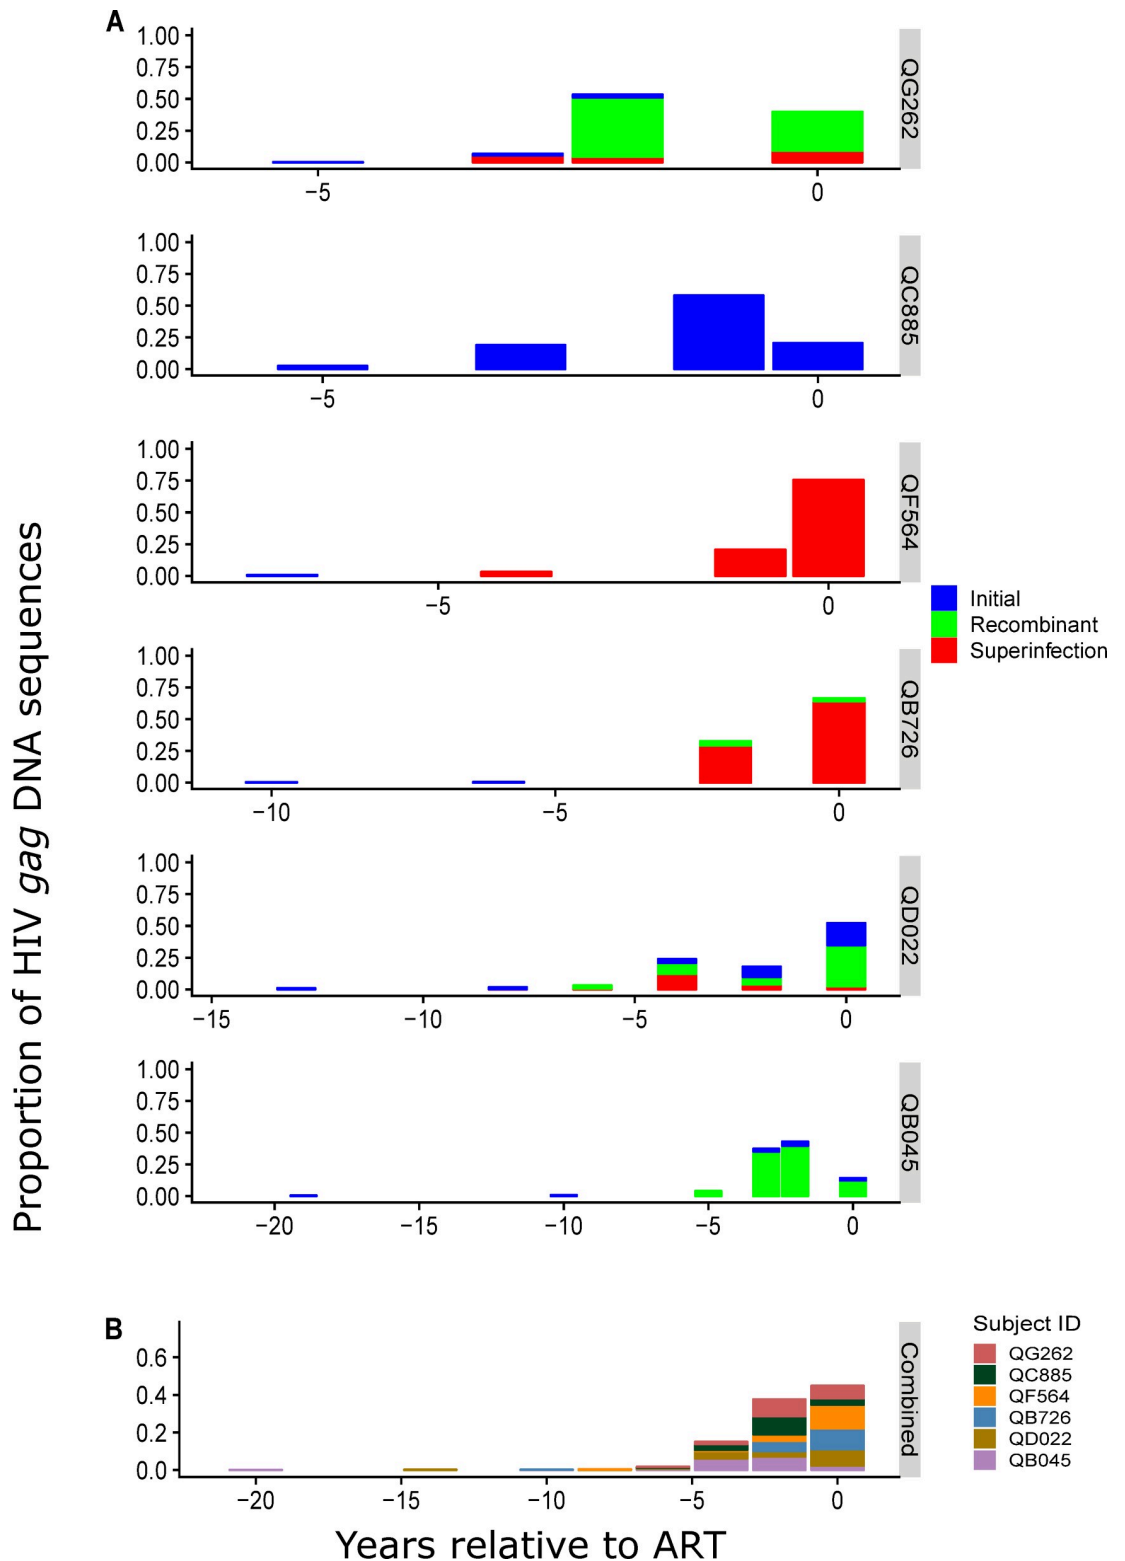 A
1.00
0.75
0.50
0.25
0.00
−5
0
QG262
1.00
0.75
0.50
0.25
0.00
−5
0
QC885
1.00
0.75
0.50
0.25
0.00
−5
0
QF564
Initial
Recombinant
Superinfection
1.00
0.75
0.50
0.25
0.00
−10
−5
0
QB726
1.00
0.75
0.50
0.25
0.00
−15
−10
−5
0
QD022
1.00
0.75
0.50
0.25
0.00
−20
−15
−10
−5
0
QB045
Proportion of HIV gag DNA sequences
B
0.6
0.4
0.2
0.0
−20
−15
−10
−5
0
Combined
Subject ID
QG262
QC885
QF564
QB726
QD022
QB045
Years relative to ART